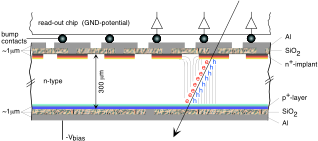 read-out chip (GND-potential)
bump
contacts
Al
SiO2
~1μm
n+-implant
n-type
300 μm
e e e e e e
h h h h h h
p+-layer
~1μm
SiO2
Al
-Vbias